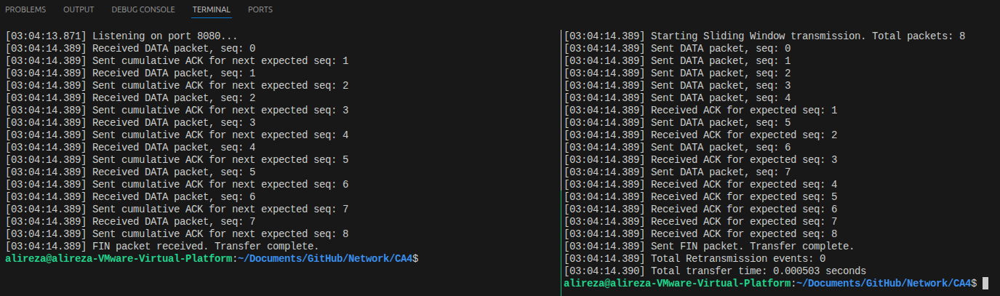 PROBLEMS OUTPUT DEBUG CONSOLE TERMINAL PORTS
[03:04:13.871] Listening on port 8080...
[03:04:14.389] Received DATA packet, seq: 0
[03:04:14.389] Sent cumulative ACK for next expected seq: 1
[03:04:14.389] Received DATA packet, seq: 1
[03:04:14.389] Sent cumulative ACK for next expected seq: 2
[03:04:14.389] Received DATA packet, seq: 2
[03:04:14.389] Sent cumulative ACK for next expected seq: 3
[03:04:14.389] Received DATA packet, seq: 3
[03:04:14.389] Sent cumulative ACK for next expected seq: 4
[03:04:14.389] Received DATA packet, seq: 4
[03:04:14.389] Sent cumulative ACK for next expected seq: 5
[03:04:14.389] Received DATA packet, seq: 5
[03:04:14.389] Sent cumulative ACK for next expected seq: 6
[03:04:14.389] Received DATA packet, seq: 6
[03:04:14.389] Sent cumulative ACK for next expected seq: 7
[03:04:14.389] Received DATA packet, seq: 7
[03:04:14.389] Sent cumulative ACK for next expected seq: 8
[03:04:14.389] FIN packet received. Transfer complete.
alireza@alireza-VMware-Virtual-Platform:~/Documents/GitHub/Network/CA4$
[03:04:14.389] Starting Sliding Window transmission. Total packets: 8
[03:04:14.389] Sent DATA packet, seq: 0
[03:04:14.389] Sent DATA packet, seq: 1
[03:04:14.389] Sent DATA packet, seq: 2
[03:04:14.389] Sent DATA packet, seq: 3
[03:04:14.389] Sent DATA packet, seq: 4
[03:04:14.389] Received ACK for expected seq: 1
[03:04:14.389] Sent DATA packet, seq: 5
[03:04:14.389] Received ACK for expected seq: 2
[03:04:14.389] Sent DATA packet, seq: 6
[03:04:14.389] Received ACK for expected seq: 3
[03:04:14.389] Sent DATA packet, seq: 7
[03:04:14.389] Received ACK for expected seq: 4
[03:04:14.389] Received ACK for expected seq: 5
[03:04:14.389] Received ACK for expected seq: 6
[03:04:14.389] Received ACK for expected seq: 7
[03:04:14.389] Received ACK for expected seq: 8
[03:04:14.389] Sent FIN packet. Transfer complete.
[03:04:14.389] Total Retransmission events: 0
[03:04:14.390] Total transfer time: 0.000503 seconds
alireza@alireza-VMware-Virtual-Platform:~/Documents/GitHub/Network/CA4$